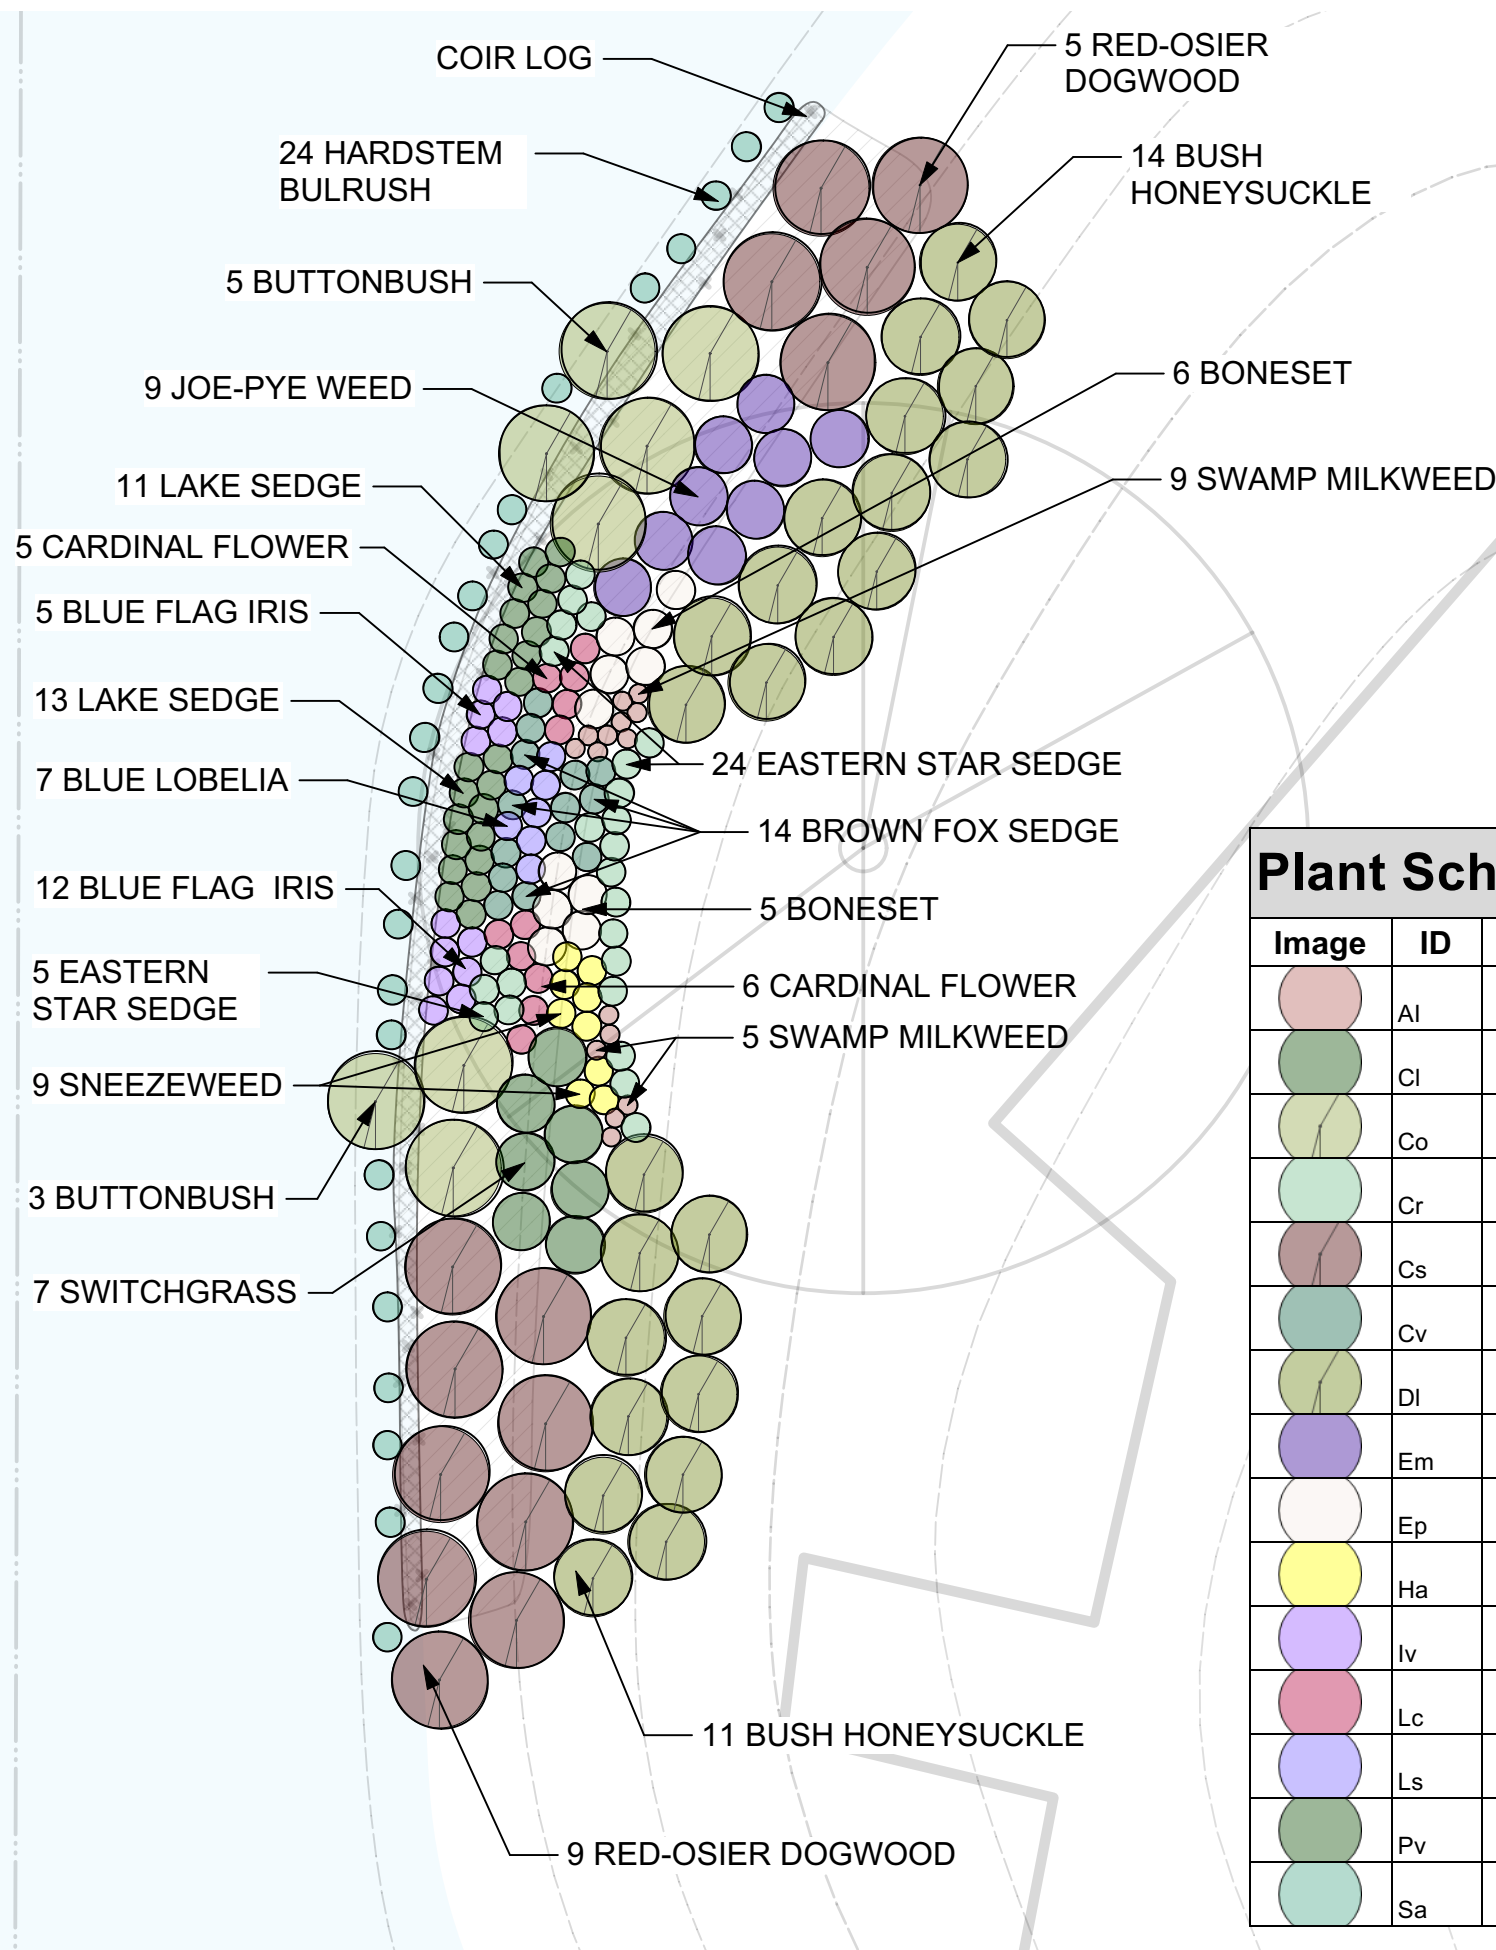 COIR LOG
5 RED-OSIER
DOGWOOD
24 HARDSTEM
BULRUSH
14 BUSH
HONEYSUCKLE
5 BUTTONBUSH
9 JOE-PYE WEED
6 BONESET
11 LAKE SEDGE
9 SWAMP MILKWEED
5 CARDINAL FLOWER
5 BLUE FLAG IRIS
13 LAKE SEDGE
24 EASTERN STAR SEDGE
7 BLUE LOBELIA
14 BROWN FOX SEDGE
12 BLUE FLAG IRIS
5 BONESET
5 EASTERN
STAR SEDGE
6 CARDINAL FLOWER
5 SWAMP MILKWEED
9 SNEEZEWEED
3 BUTTONBUSH
7 SWITCHGRASS
11 BUSH HONEYSUCKLE
9 RED-OSIER DOGWOOD
Plant Sch
Image ID
Al
Cl
Co
Cr
Cs
Cv
Dl
Em
Ep
Ha
Iv
Lc
Ls
Pv
Sa